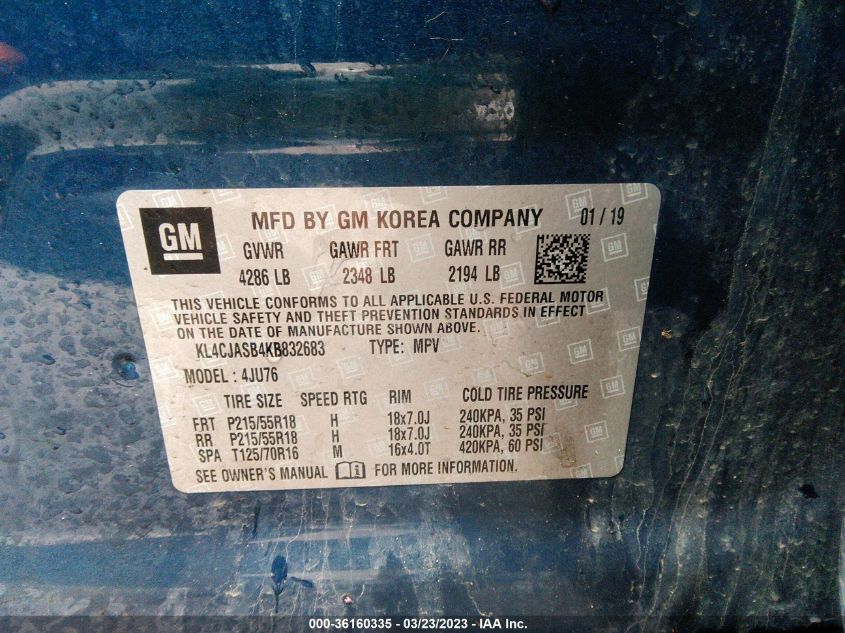 GM MFD BY GM KOREA COMPANY 01 / 19
GVWR GAWR FRT GAWR RR
4286 LB 2348 LB 2194 LB
THIS VEHICLE CONFORMS TO ALL APPLICABLE U.S. FEDERAL MOTOR
VEHICLE SAFETY AND THEFT PREVENTION STANDARDS IN EFFECT
ON THE DATE OF MANUFACTURE SHOWN ABOVE.
KL4CJASB4KB832683 TYPE: MPV
MODEL : 4JU76
TIRE SIZE SPEED RTG RIM COLD TIRE PRESSURE
FRT P215/55R18 H 18x7.0J 240KPA, 35 PSI
RR P215/55R18 H 18x7.0J 240KPA, 35 PSI
SPA T125/70R16 M 16x4.0T 420KPA, 60 PSI
SEE OWNER'S MANUAL FOR MORE INFORMATION.
000-36160335 - 03/23/2023 - IAA Inc.